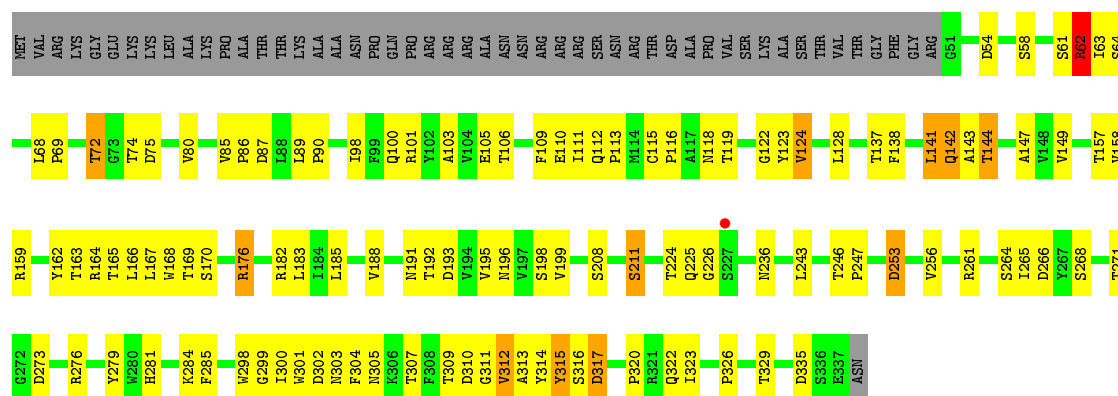 MET VAL ARG LYS GLY GLU LYS LYS LEU ALA LYS PRO ALA THR THR LYS ALA ALA ASN PRO GLN PRO ARG ARG ARG ALA ASN ASN ARG ARG ARG SER ASN ARG THR ASP ALA PRO VAL SER LYS ALA SER THR VAL THR GLY PHE GLY ARG G51 D54 S58 S61 R62 I63 S64
L68 P69 T72 G73 T74 D75 V80 V85 P86 D87 L88 L89 P90 I98 F99 Q100 R101 Y102 A103 V104 E105 T106 F109 E110 I111 Q112 P113 M114 C115 P116 A117 N118 T119 G122 Y123 V124 L128 T137 F138 L141 Q142 A143 T144 A147 V148 V149 T157 V158
R159 Y162 T163 R164 T165 L166 L167 W168 T169 S170 R176 R182 L183 I184 L185 V188 N191 T192 D193 V194 V195 N196 V197 S198 V199 S208 S211 T224 Q225 G226 S227 N236 L243 T246 P247 D253 V256 R261 S264 I265 D266 Y267 S268 T271
G272 D273 R276 Y279 W280 H281 K284 F285 W298 G299 I300 W301 D302 N303 F304 N305 K306 T307 F308 T309 D310 G311 V312 A313 Y314 Y315 S316 D317 P320 R321 Q322 I323 P326 T329 D335 S336 E337 ASN